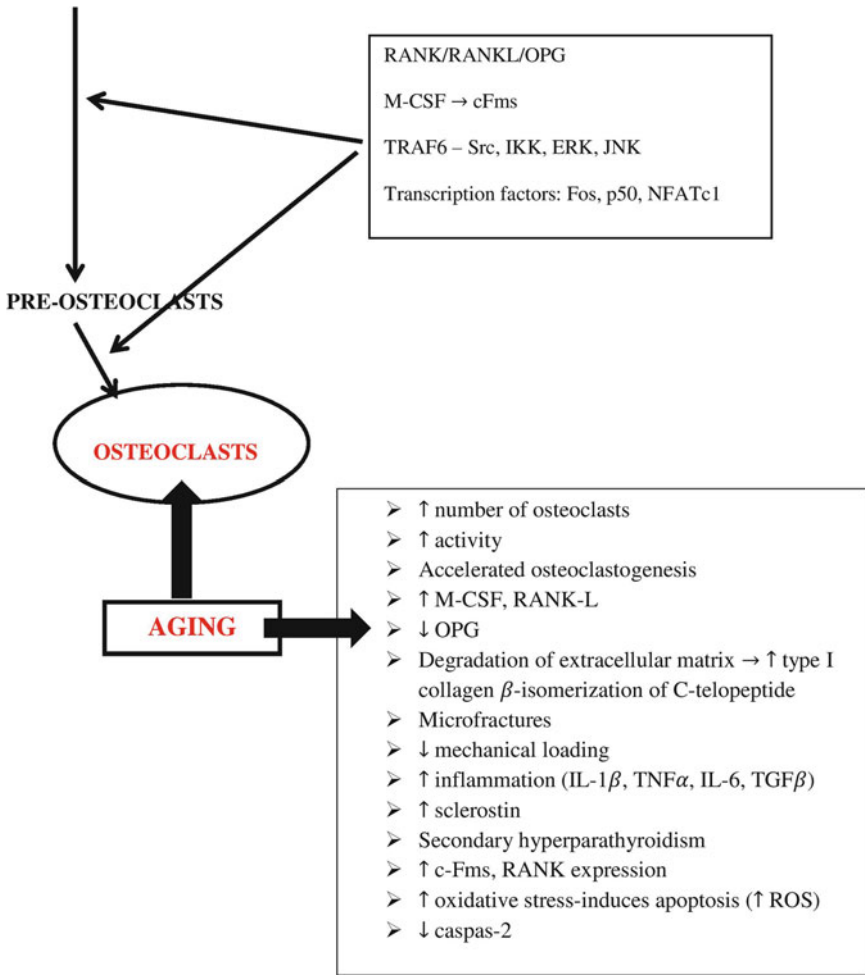 RANK/RANKL/OPG
M-CSF → cFms
TRAF6 – Src, IKK, ERK, JNK
Transcription factors: Fos, p50, NFATc1
PRE-OSTEOCLASTS
OSTEOCLASTS
AGING
➢ ↑ number of osteoclasts
➢ ↑ activity
➢ Accelerated osteoclastogenesis
➢ ↑ M-CSF, RANK-L
➢ ↓ OPG
➢ Degradation of extracellular matrix → ↑ type I
collagen β-isomerization of C-telopeptide
➢ Microfractures
➢ ↓ mechanical loading
➢ ↑ inflammation (IL-1β, TNFα, IL-6, TGFβ)
➢ ↑ sclerostin
➢ Secondary hyperparathyroidism
➢ ↑ c-Fms, RANK expression
➢ ↑ oxidative stress-induces apoptosis (↑ ROS)
➢ ↓ caspas-2